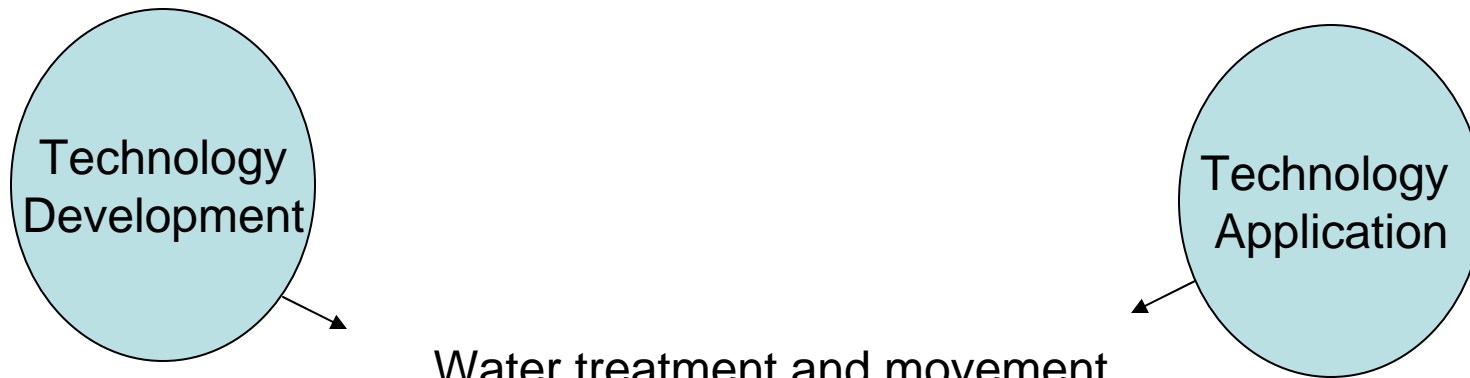 Technology
Development
Technology
Application
Water treatment and movement